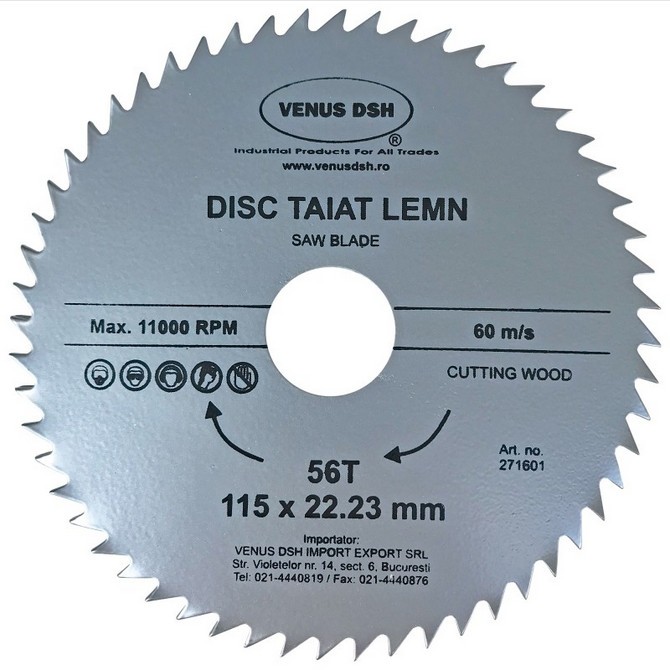 VENUS DSH
®
Industrial Products For All Trades
www.venusdsh.ro
DISC TAIAT LEMN
SAW BLADE
Max. 11000 RPM
60 m/s
CUTTING WOOD
Art. no.
271601
56T
115 x 22.23 mm
Importator:
VENUS DSH IMPORT EXPORT SRL
Str. Violetelor nr. 14, sect. 6, Bucuresti
Tel: 021-4440819 / Fax: 021-4440876